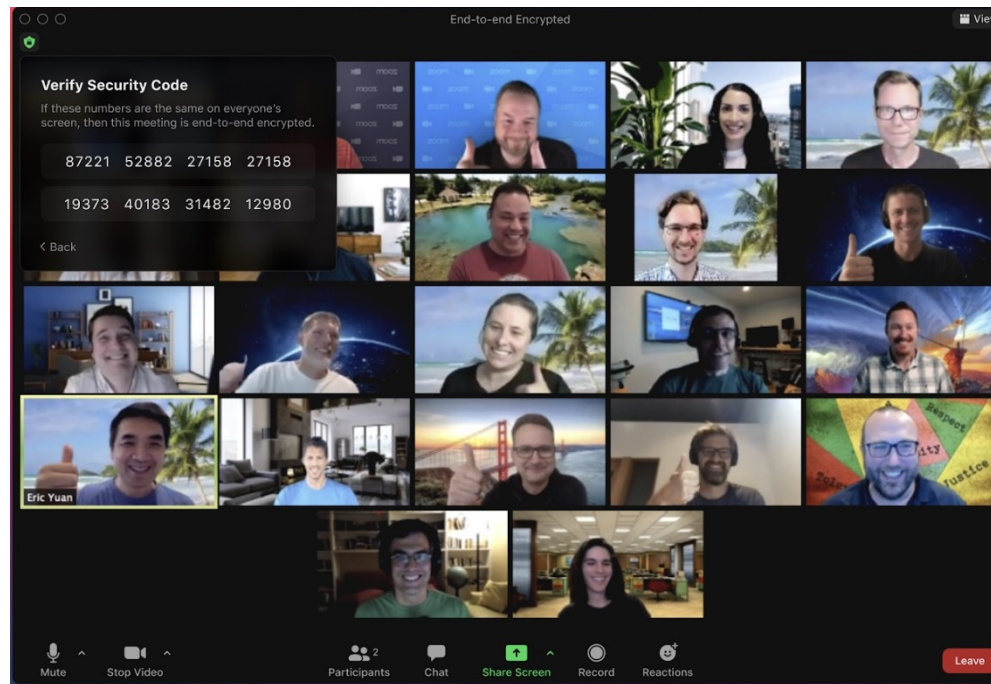 End-to-end Encrypted
View
Verify Security Code
If these numbers are the same on everyone's
screen, then this meeting is end-to-end encrypted.
87221 52882 27158 27158
19373 40183 31482 12980
< Back
zoom
Respect
Justice
Eric Yuan
Mute
Stop Video
2
Participants
Chat
Share Screen
Record
Reactions
Leave